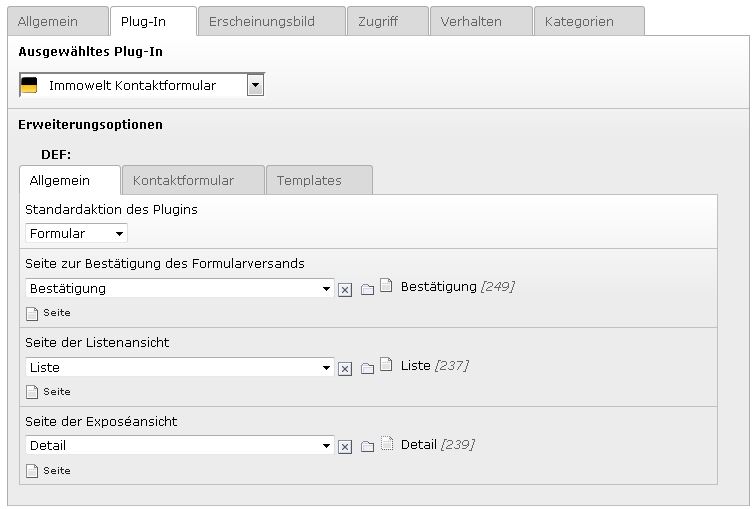 Allgemein Plug-In Erscheinungsbild Zugriff Verhalten Kategorien
Ausgewähltes Plug-In
Immowelt Kontaktformular
Erweiterungsoptionen
DEF:
Allgemein Kontaktformular Templates
Standardaktion des Plugins
Formular
Seite zur Bestätigung des Formularversands
Bestätigung Bestätigung [249]
Seite
Seite der Listenansicht
Liste Liste [237]
Seite
Seite der Exposéansicht
Detail Detail [239]
Seite